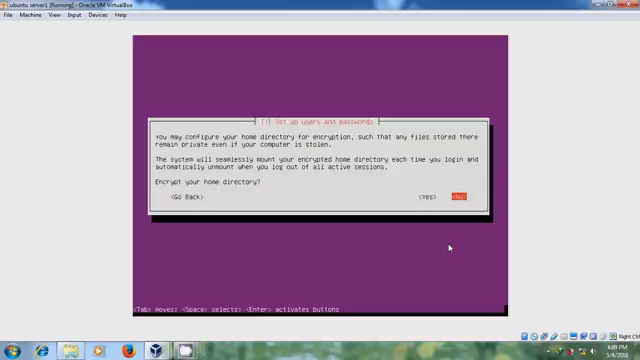 ubuntu server1 [Running] - Oracle VM VirtualBox
File Machine View Input Devices Help
[!] Set up users and passwords
You may configure your home directory for encryption, such that any files stored there
remain private even if your computer is stolen.
The system will seamlessly mount your encrypted home directory each time you login and
automatically unmount when you log out of all active sessions.
Encrypt your home directory?
<Go Back> <Yes> <No>
<Tab> moves; <Space> selects; <Enter> activates buttons
Right Ctrl
4:09 PM
5/4/2016